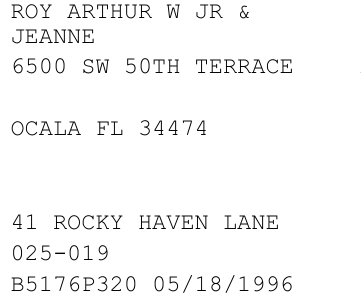 ROY ARTHUR W JR &
JEANNE
6500 SW 50TH TERRACE
OCALA FL 34474
41 ROCKY HAVEN LANE
025-019
B5176P320 05/18/1996